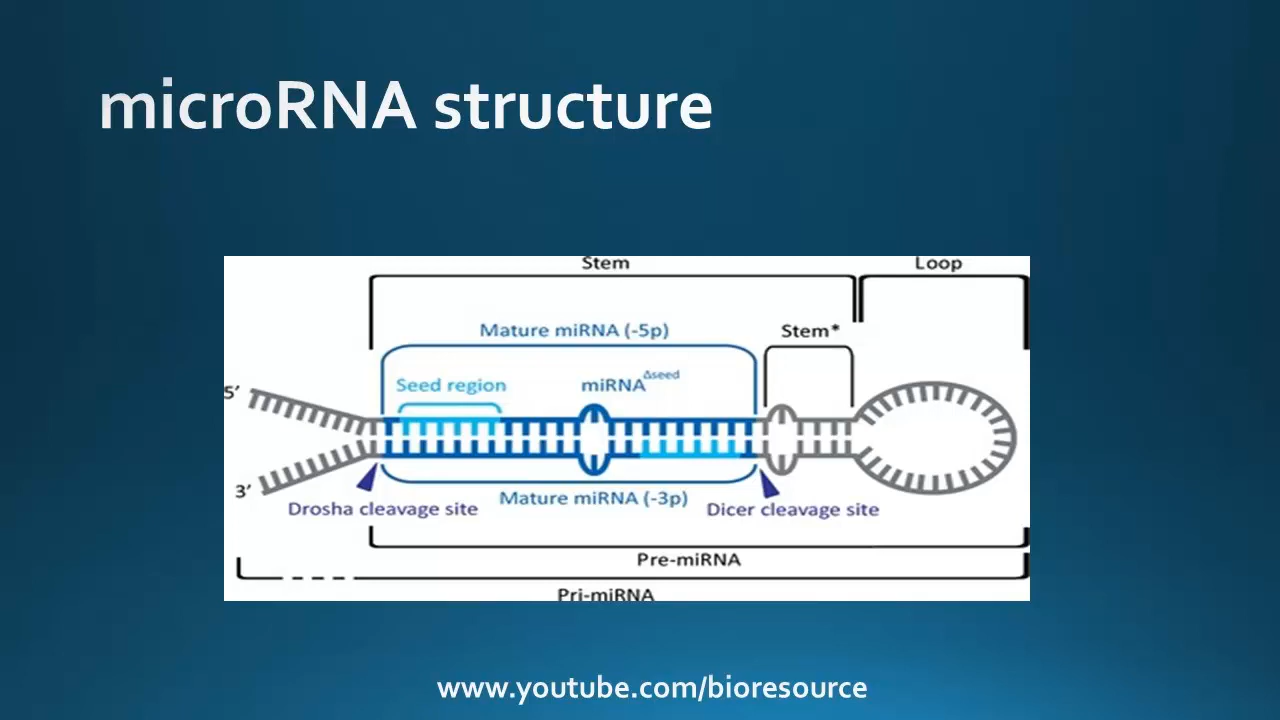 microRNA structure
Stem
Loop
Mature miRNA (-5p)
Stem*
Seed region
miRNA Δseed
5′
3′
Drosha cleavage site
Mature miRNA (-3p)
Dicer cleavage site
Pre-miRNA
Pri-miRNA
www.youtube.com/bioresource